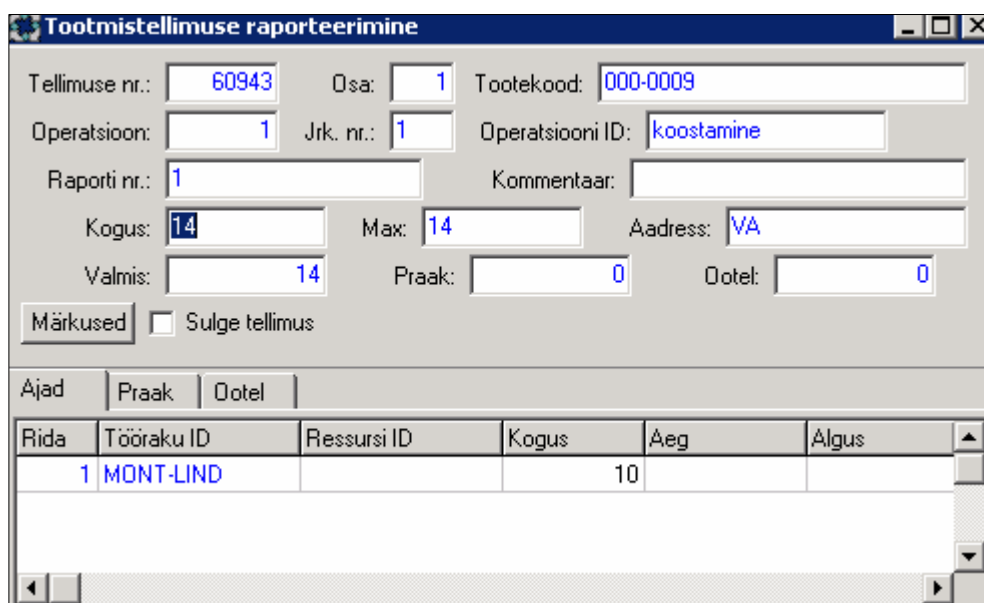 Tootmistellimuse raporteerimine
Tellimuse nr.: 60943 Osa: 1 Tootekood: 000-0009
Operatsioon: 1 Jrk. nr.: 1 Operatsiooni ID: koostamine
Raporti nr.: 1 Kommentaar:
Kogus: 14 Max: 14 Aadress: VA
Valmis: 14 Praak: 0 Ootel: 0
Märkused Sulge tellimus
Ajad Praak Ootel
Rida Tööraku ID Ressursi ID Kogus Aeg Algus
1 MONT-LIND 10